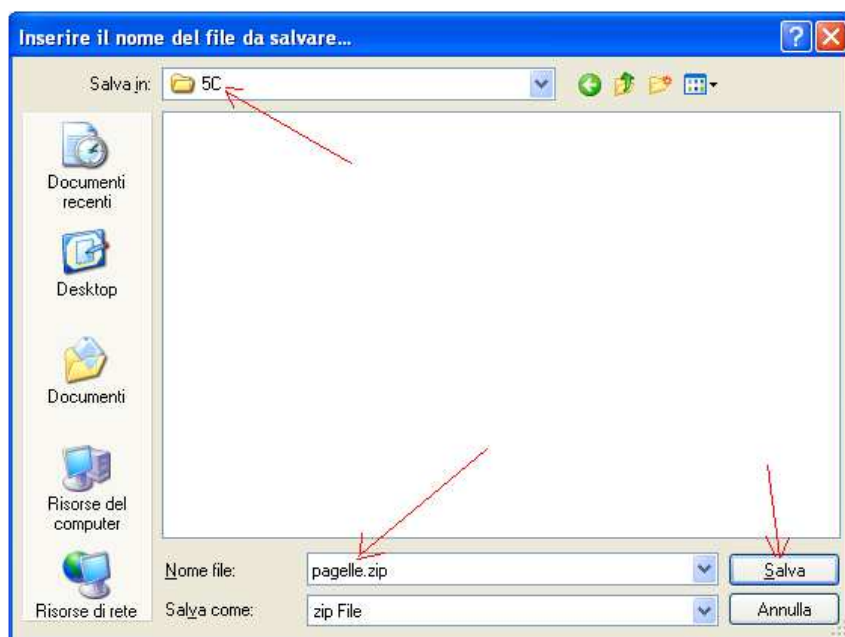 Inserire il nome del file da salvare...
Salva in:
5C
Documenti
recenti
Desktop
Documenti
Risorse del
computer
Risorse di rete
Nome file:
pagelle.zip
Salva
Salva come:
zip File
Annulla